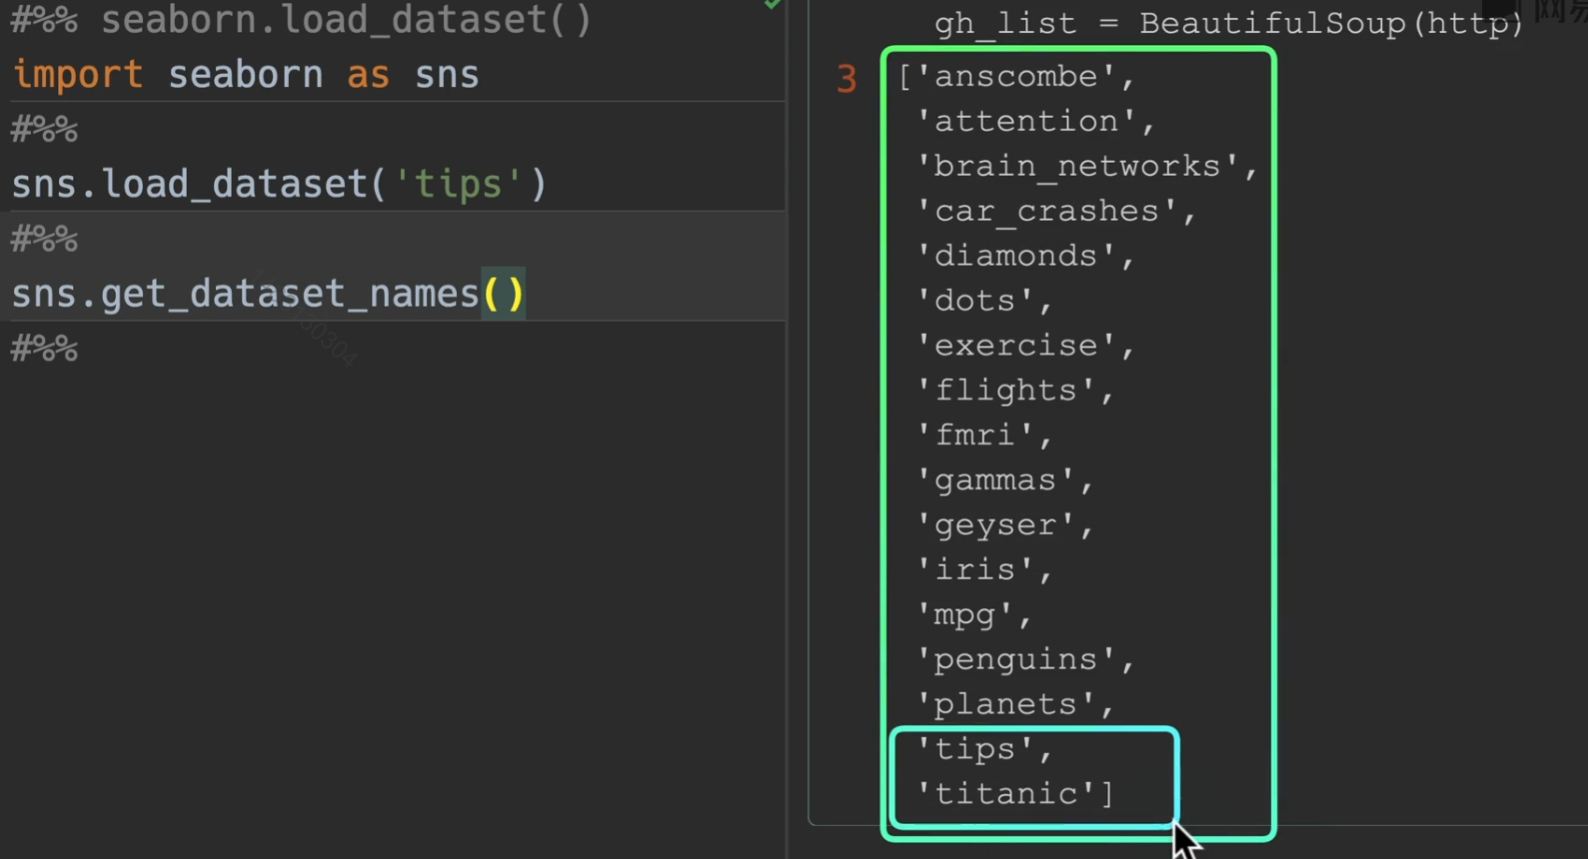 #%% seaborn.load_dataset()
import seaborn as sns
#%%
sns.load_dataset('tips')
#%%
sns.get_dataset_names()
#%%
gh_list = BeautifulSoup(http)
3
['anscombe',
'attention',
'brain_networks',
'car_crashes',
'diamonds',
'dots',
'exercise',
'flights',
'fmri',
'gammas',
'geyser',
'iris',
'mpg',
'penguins',
'planets',
'tips',
'titanic']